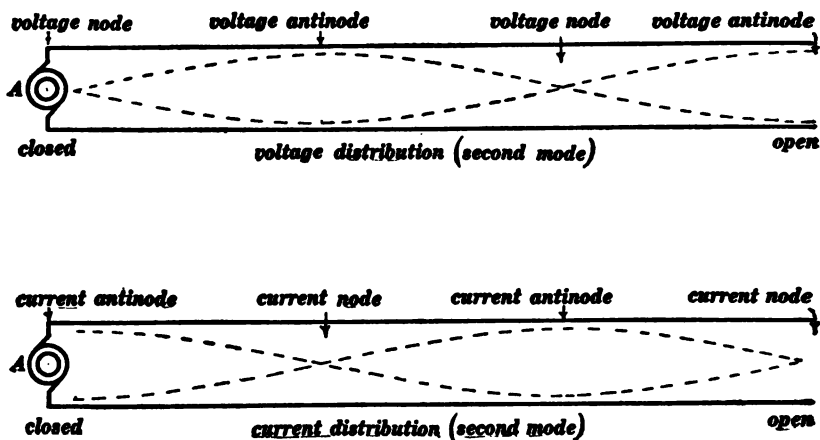 voltage node voltage antinode voltage node voltage antinode
A
closed voltage distribution (second mode) open
current antinode current node current antinode current node
A
closed current distribution (second mode) open